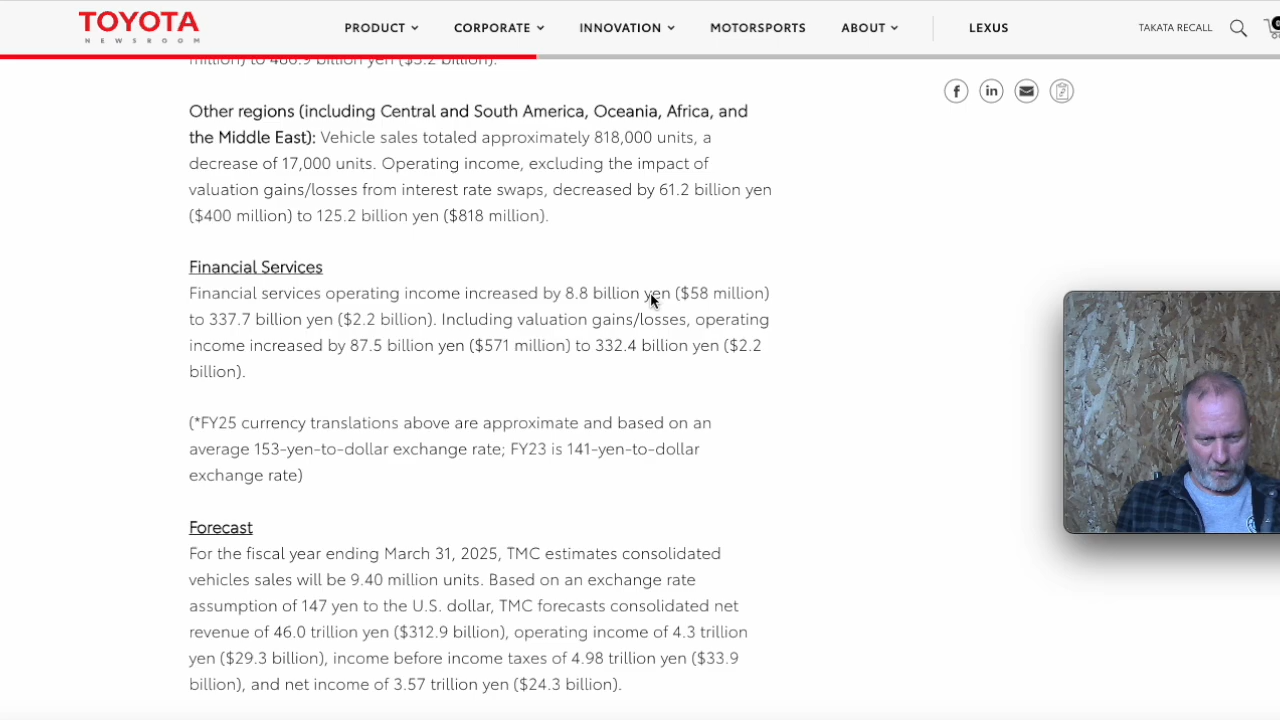 TOYOTA
NEWSROOM
PRODUCT
CORPORATE
INNOVATION
MOTORSPORTS
ABOUT
LEXUS
TAKATA RECALL
million) to 486.9 billion yen ($3.2 billion).
Other regions (including Central and South America, Oceania, Africa, and
the Middle East): Vehicle sales totaled approximately 818,000 units, a
decrease of 17,000 units. Operating income, excluding the impact of
valuation gains/losses from interest rate swaps, decreased by 61.2 billion yen
($400 million) to 125.2 billion yen ($818 million).
Financial Services
Financial services operating income increased by 8.8 billion yen ($58 million)
to 337.7 billion yen ($2.2 billion). Including valuation gains/losses, operating
income increased by 87.5 billion yen ($571 million) to 332.4 billion yen ($2.2
billion).
(*FY25 currency translations above are approximate and based on an
average 153-yen-to-dollar exchange rate; FY23 is 141-yen-to-dollar
exchange rate)
Forecast
For the fiscal year ending March 31, 2025, TMC estimates consolidated
vehicles sales will be 9.40 million units. Based on an exchange rate
assumption of 147 yen to the U.S. dollar, TMC forecasts consolidated net
revenue of 46.0 trillion yen ($312.9 billion), operating income of 4.3 trillion
yen ($29.3 billion), income before income taxes of 4.98 trillion yen ($33.9
billion), and net income of 3.57 trillion yen ($24.3 billion).